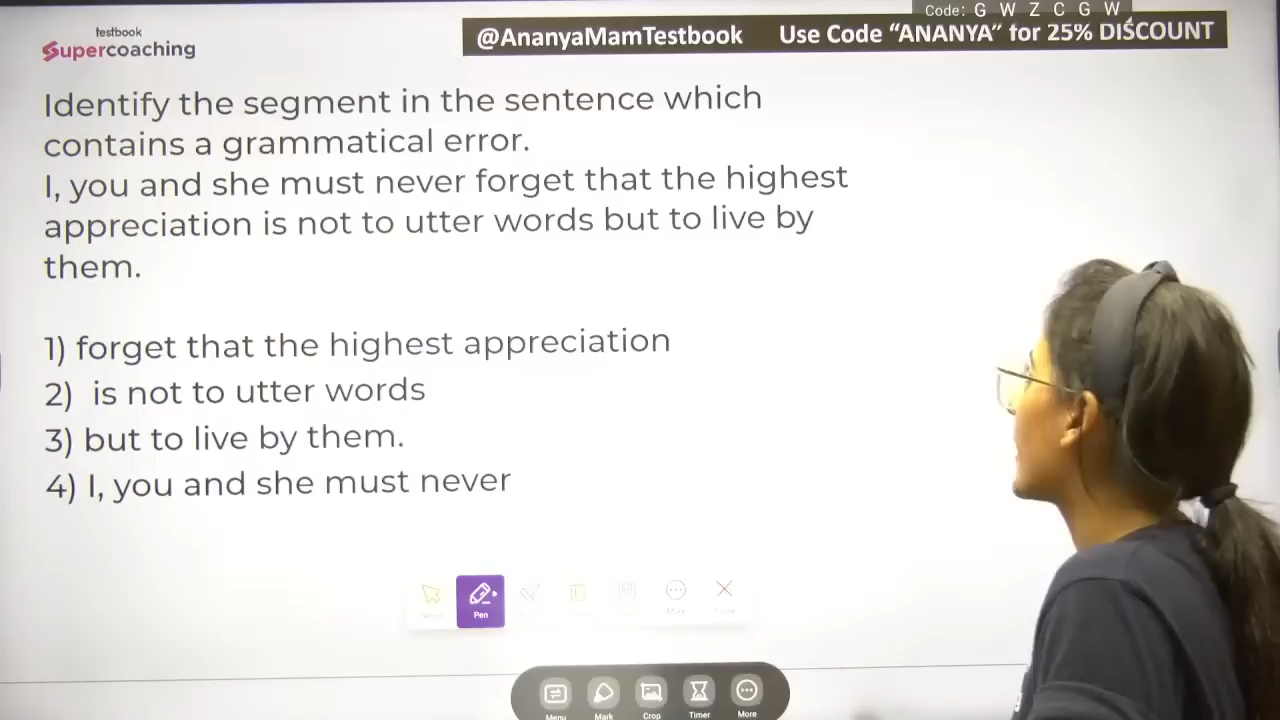 Code: G W Z C G W
testbook
Supercoaching
@AnanyaMamTestbook Use Code “ANANYA” for 25% DISCOUNT
Identify the segment in the sentence which
contains a grammatical error.
I, you and she must never forget that the highest
appreciation is not to utter words but to live by
them.
1) forget that the highest appreciation
2) is not to utter words
3) but to live by them.
4) I, you and she must never
Select Pen
Menu Mark Crop Timer More